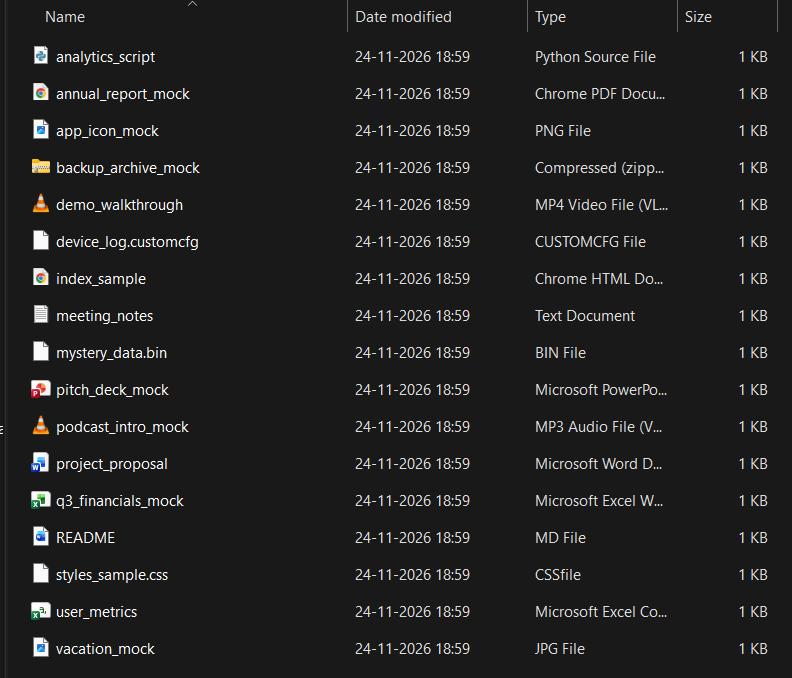 Name Date modified Type Size
analytics_script 24-11-2026 18:59 Python Source File 1 KB
annual_report_mock 24-11-2026 18:59 Chrome PDF Docu... 1 KB
app_icon_mock 24-11-2026 18:59 PNG File 1 KB
backup_archive_mock 24-11-2026 18:59 Compressed (zipp... 1 KB
demo_walkthrough 24-11-2026 18:59 MP4 Video File (VL... 1 KB
device_log.customcfg 24-11-2026 18:59 CUSTOMCFG File 1 KB
index_sample 24-11-2026 18:59 Chrome HTML Do... 1 KB
meeting_notes 24-11-2026 18:59 Text Document 1 KB
mystery_data.bin 24-11-2026 18:59 BIN File 1 KB
pitch_deck_mock 24-11-2026 18:59 Microsoft PowerPo... 1 KB
podcast_intro_mock 24-11-2026 18:59 MP3 Audio File (V... 1 KB
project_proposal 24-11-2026 18:59 Microsoft Word D... 1 KB
q3_financials_mock 24-11-2026 18:59 Microsoft Excel W... 1 KB
README 24-11-2026 18:59 MD File 1 KB
styles_sample.css 24-11-2026 18:59 CSSfile 1 KB
user_metrics 24-11-2026 18:59 Microsoft Excel Co... 1 KB
vacation_mock 24-11-2026 18:59 JPG File 1 KB